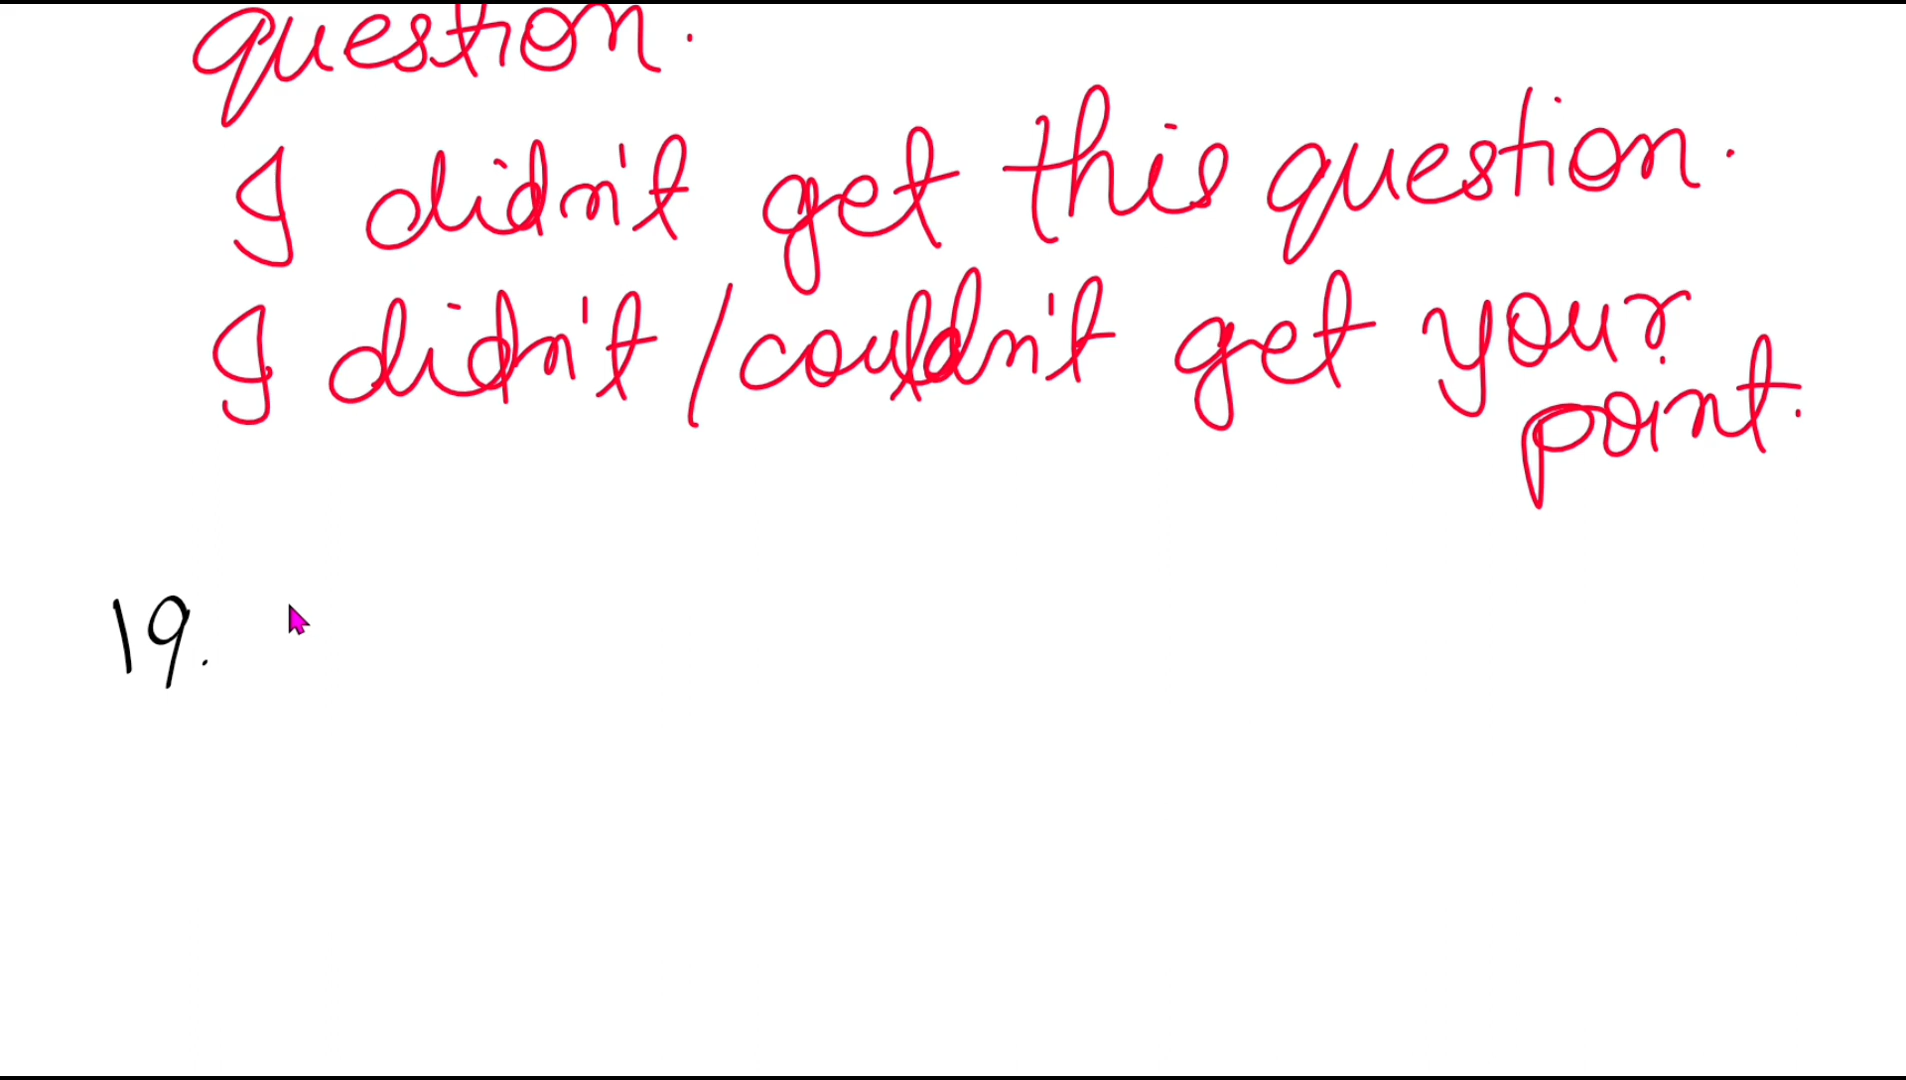 question.
I didn't get this question.
I didn't/couldn't get your
point.
19.